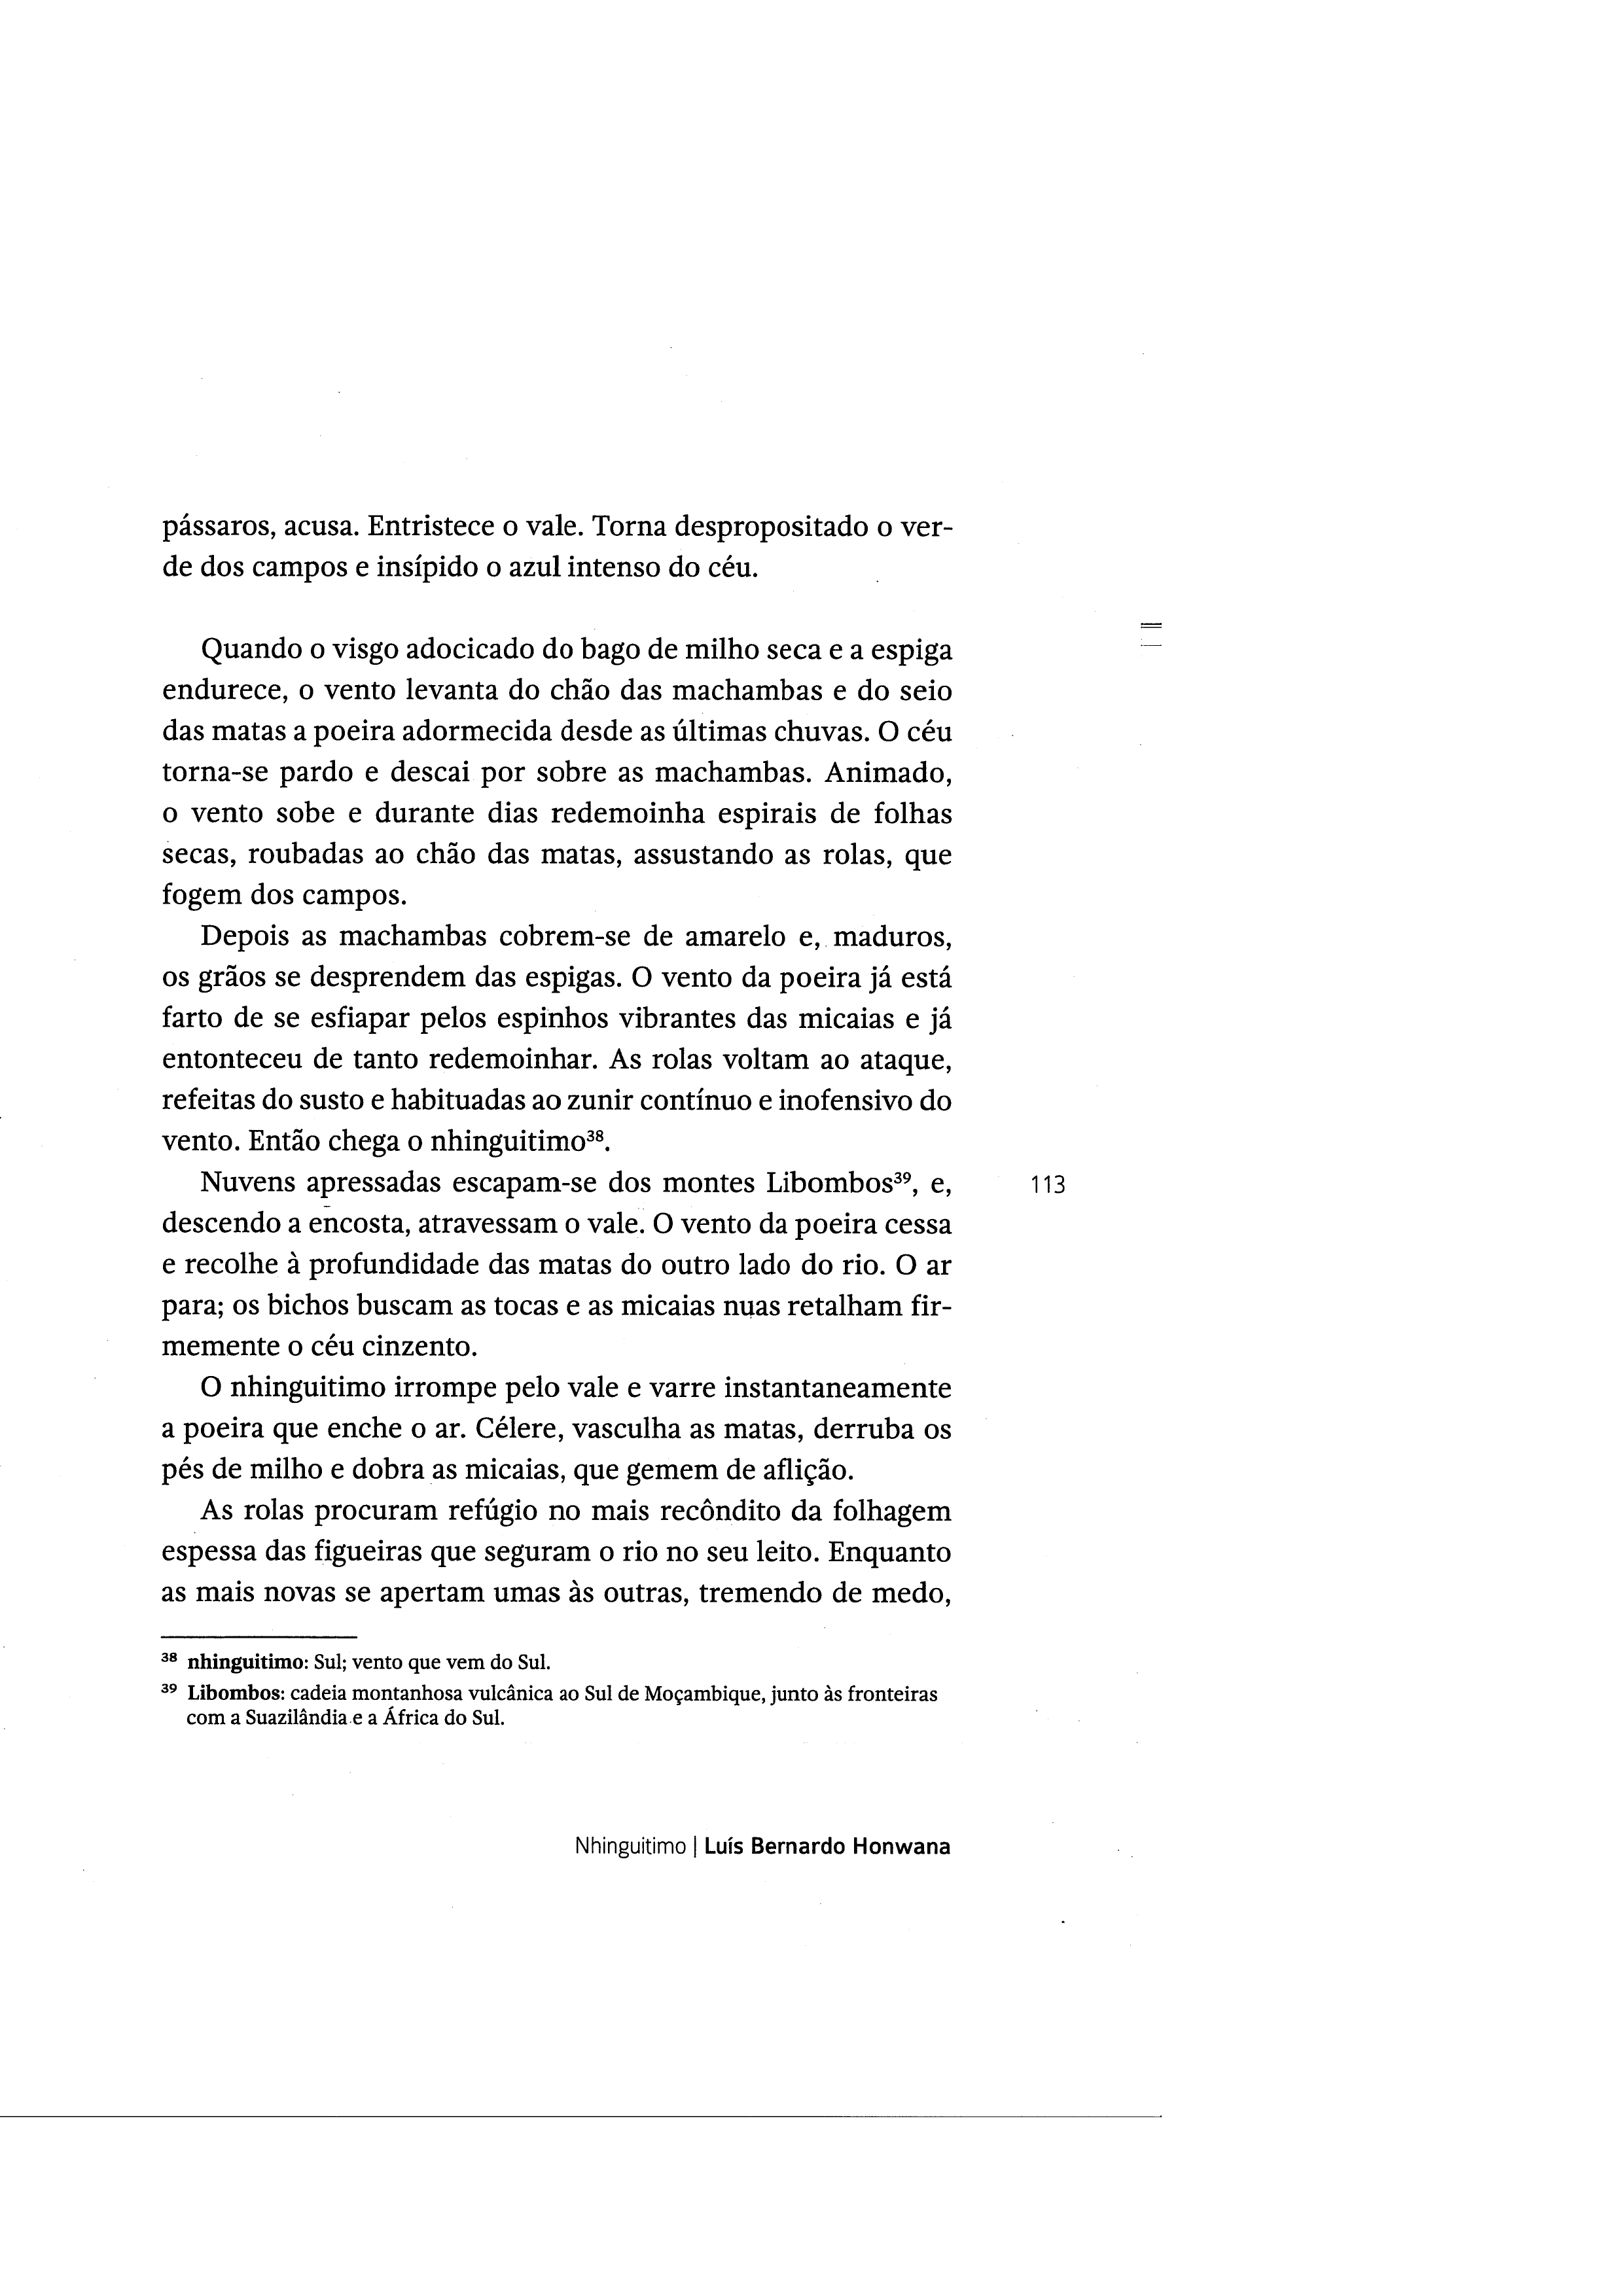 pássaros, acusa. Entristece o vale. Torna despropositado o ver-
de dos campos e insípido o azul intenso do céu.
Quando o visgo adocicado do bago de milho seca e a espiga
endurece, o vento levanta do chão das machambas e do seio
das matas a poeira adormecida desde as últimas chuvas. O céu
torna-se pardo e descai por sobre as machambas. Animado,
o vento sobe e durante dias redemoinha espirais de folhas
secas, roubadas ao chão das matas, assustando as rolas, que
fogem dos campos.
Depois as machambas cobrem-se de amarelo e, maduros,
os grãos se desprendem das espigas. O vento da poeira já está
farto de se esfiapar pelos espinhos vibrantes das micaias e já
entonteceu de tanto redemoinhar. As rolas voltam ao ataque,
refeitas do susto e habituadas ao zunir contínuo e inofensivo do
vento. Então chega o nhinguitimo³⁸.
Nuvens apressadas escapam-se dos montes Libombos³⁹, e,
descendo a encosta, atravessam o vale. O vento da poeira cessa
e recolhe à profundidade das matas do outro lado do rio. O ar
para; os bichos buscam as tocas e as micaias nuas retalham fir-
memente o céu cinzento.
O nhinguitimo irrompe pelo vale e varre instantaneamente
a poeira que enche o ar. Célere, vasculha as matas, derruba os
pés de milho e dobra as micaias, que gemem de aflição.
As rolas procuram refúgio no mais recôndito da folhagem
espessa das figueiras que seguram o rio no seu leito. Enquanto
as mais novas se apertam umas às outras, tremendo de medo,
113
³⁸ nhinguitimo: Sul; vento que vem do Sul.
³⁹ Libombos: cadeia montanhosa vulcânica ao Sul de Moçambique, junto às fronteiras
com a Suazilândia e a África do Sul.
Nhinguitimo | Luís Bernardo Honwana